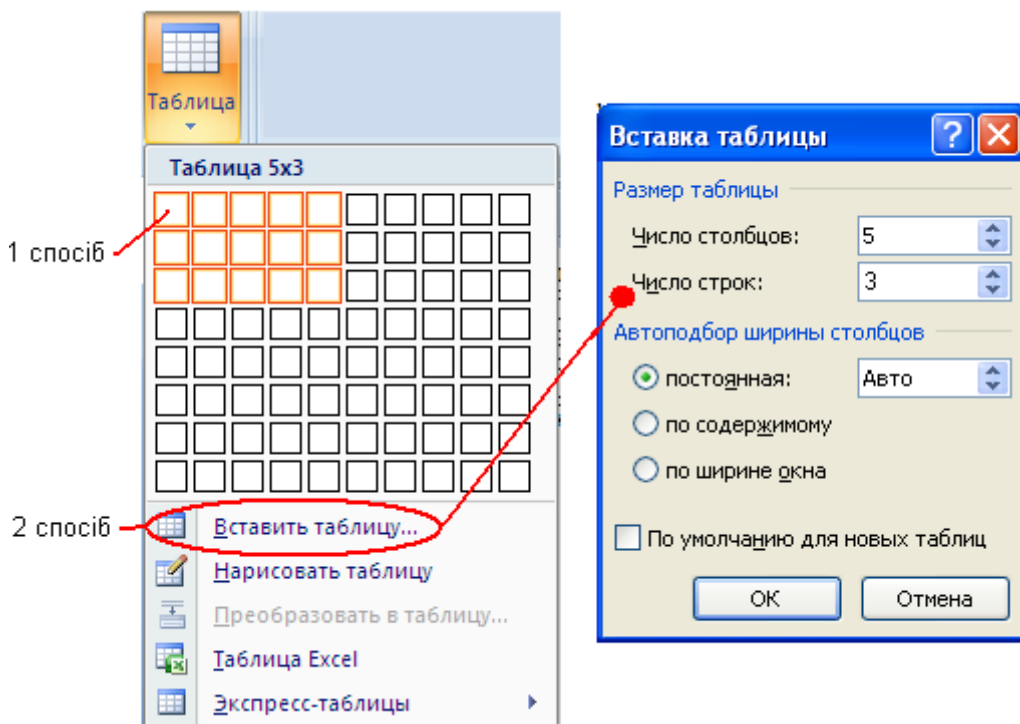 Таблица
Таблица 5x3
1 спосіб
2 спосіб
Вставить таблицу...
Нарисовать таблицу
Преобразовать в таблицу...
Таблица Excel
Экспресс-таблицы
Вставка таблицы
Размер таблицы
Число столбцов: 5
Число строк: 3
Автоподбор ширины столбцов
постоянная: Авто
по содержимому
по ширине окна
По умолчанию для новых таблиц
ОК Отмена